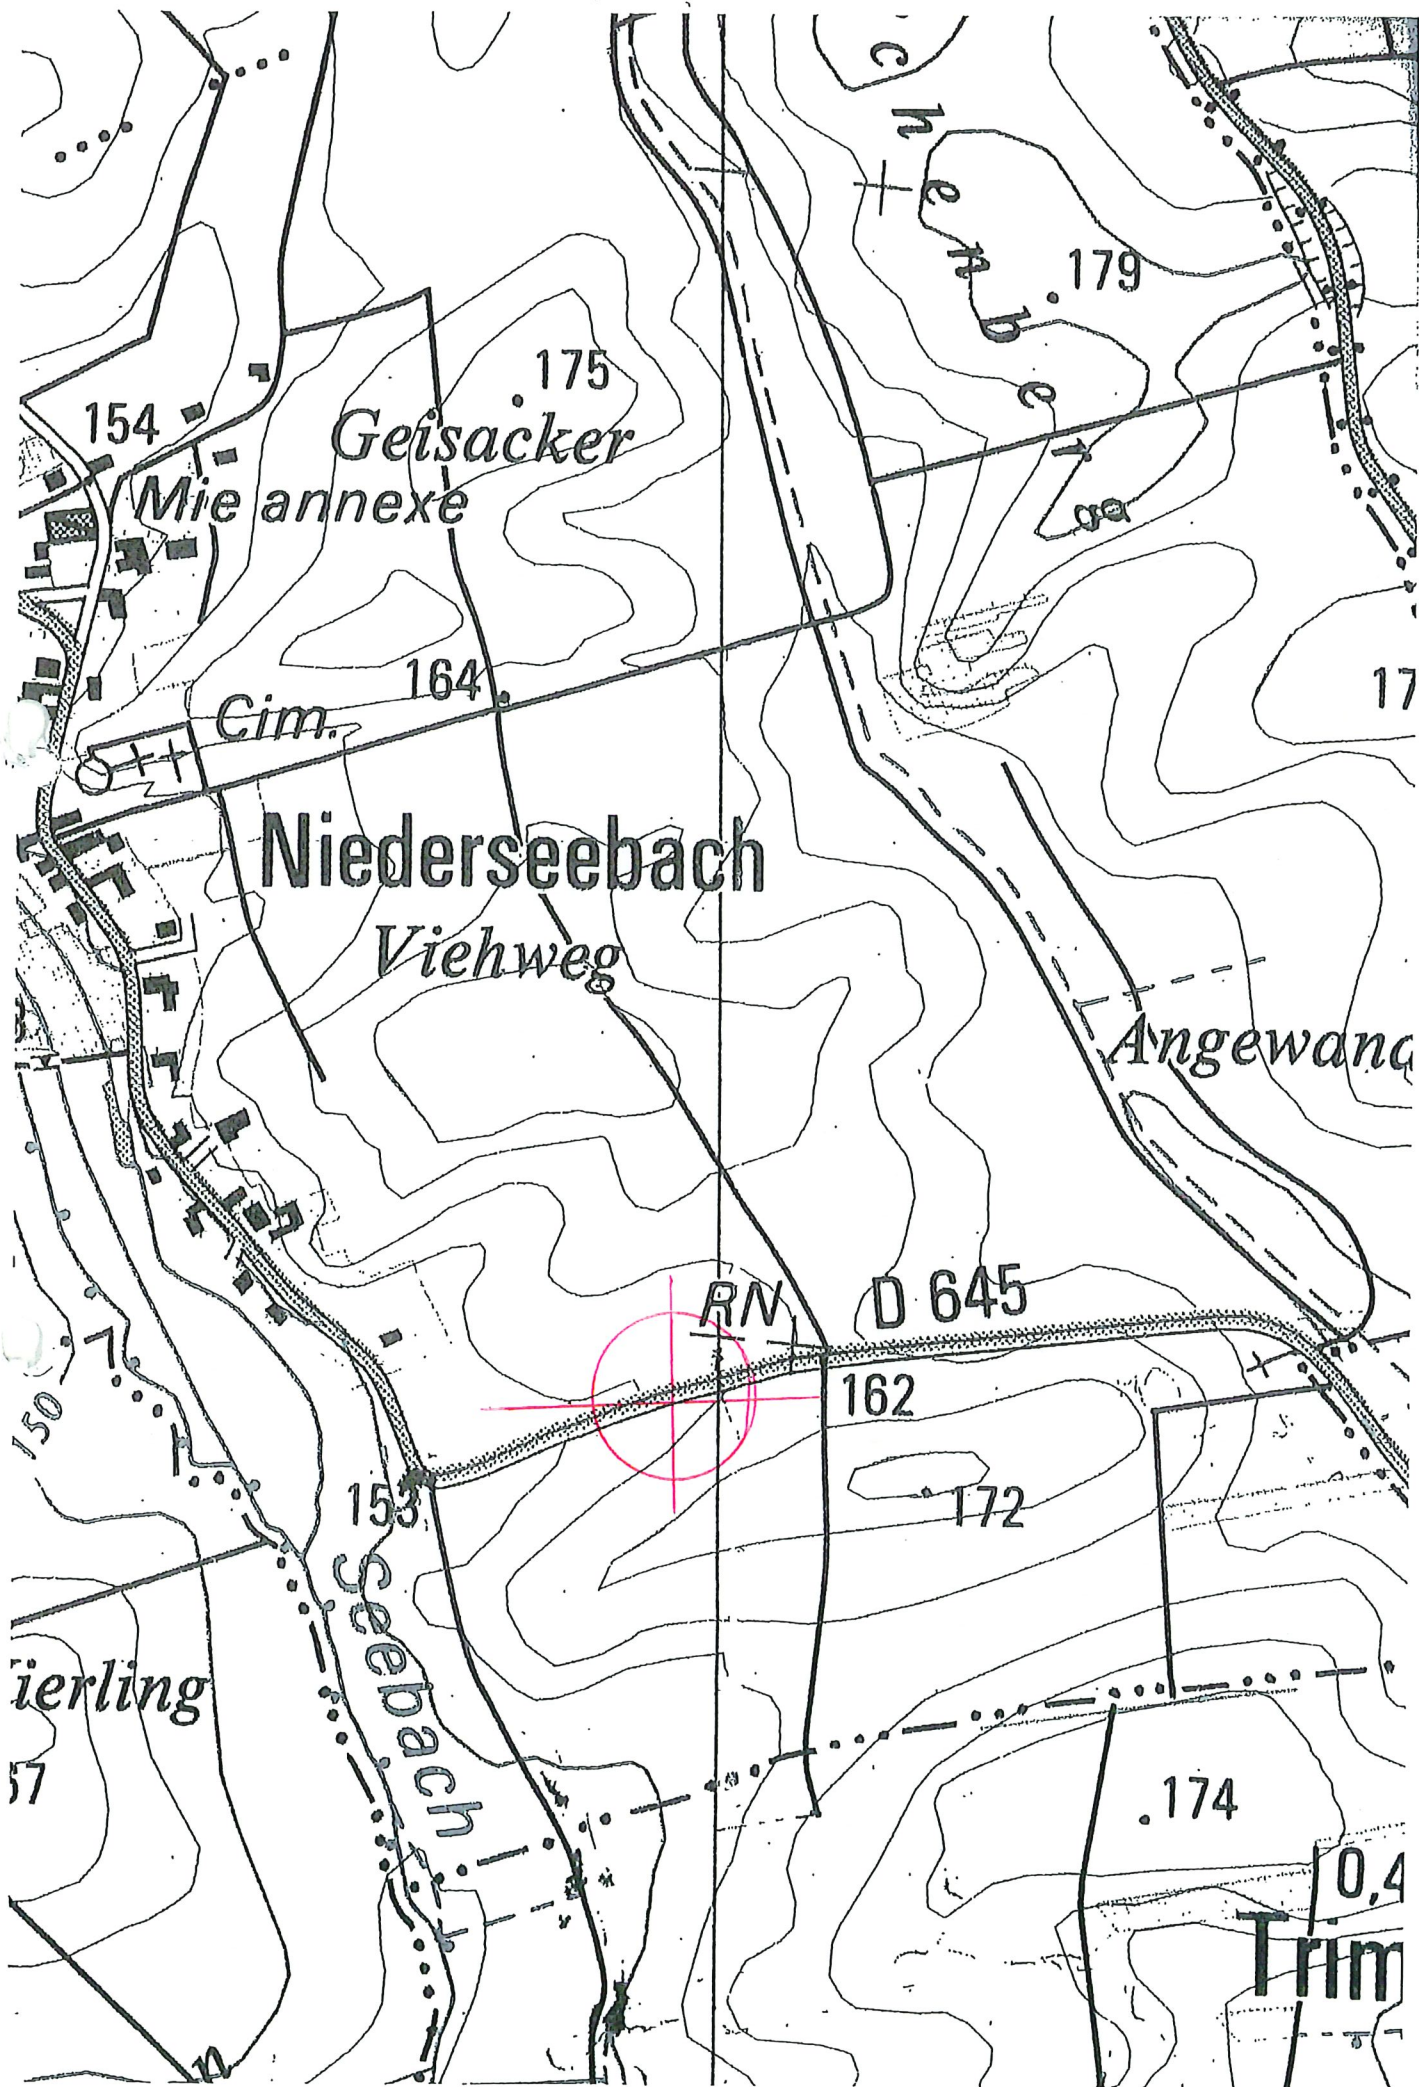 chenberg
179
175
Geisacker
154
Mie annexe
164
17
Cim.
Niederseebach
Viehweg
Angewand
RN
D 645
162
150
153
172
Seebach
ierling
57
174
0,4
Trim
n